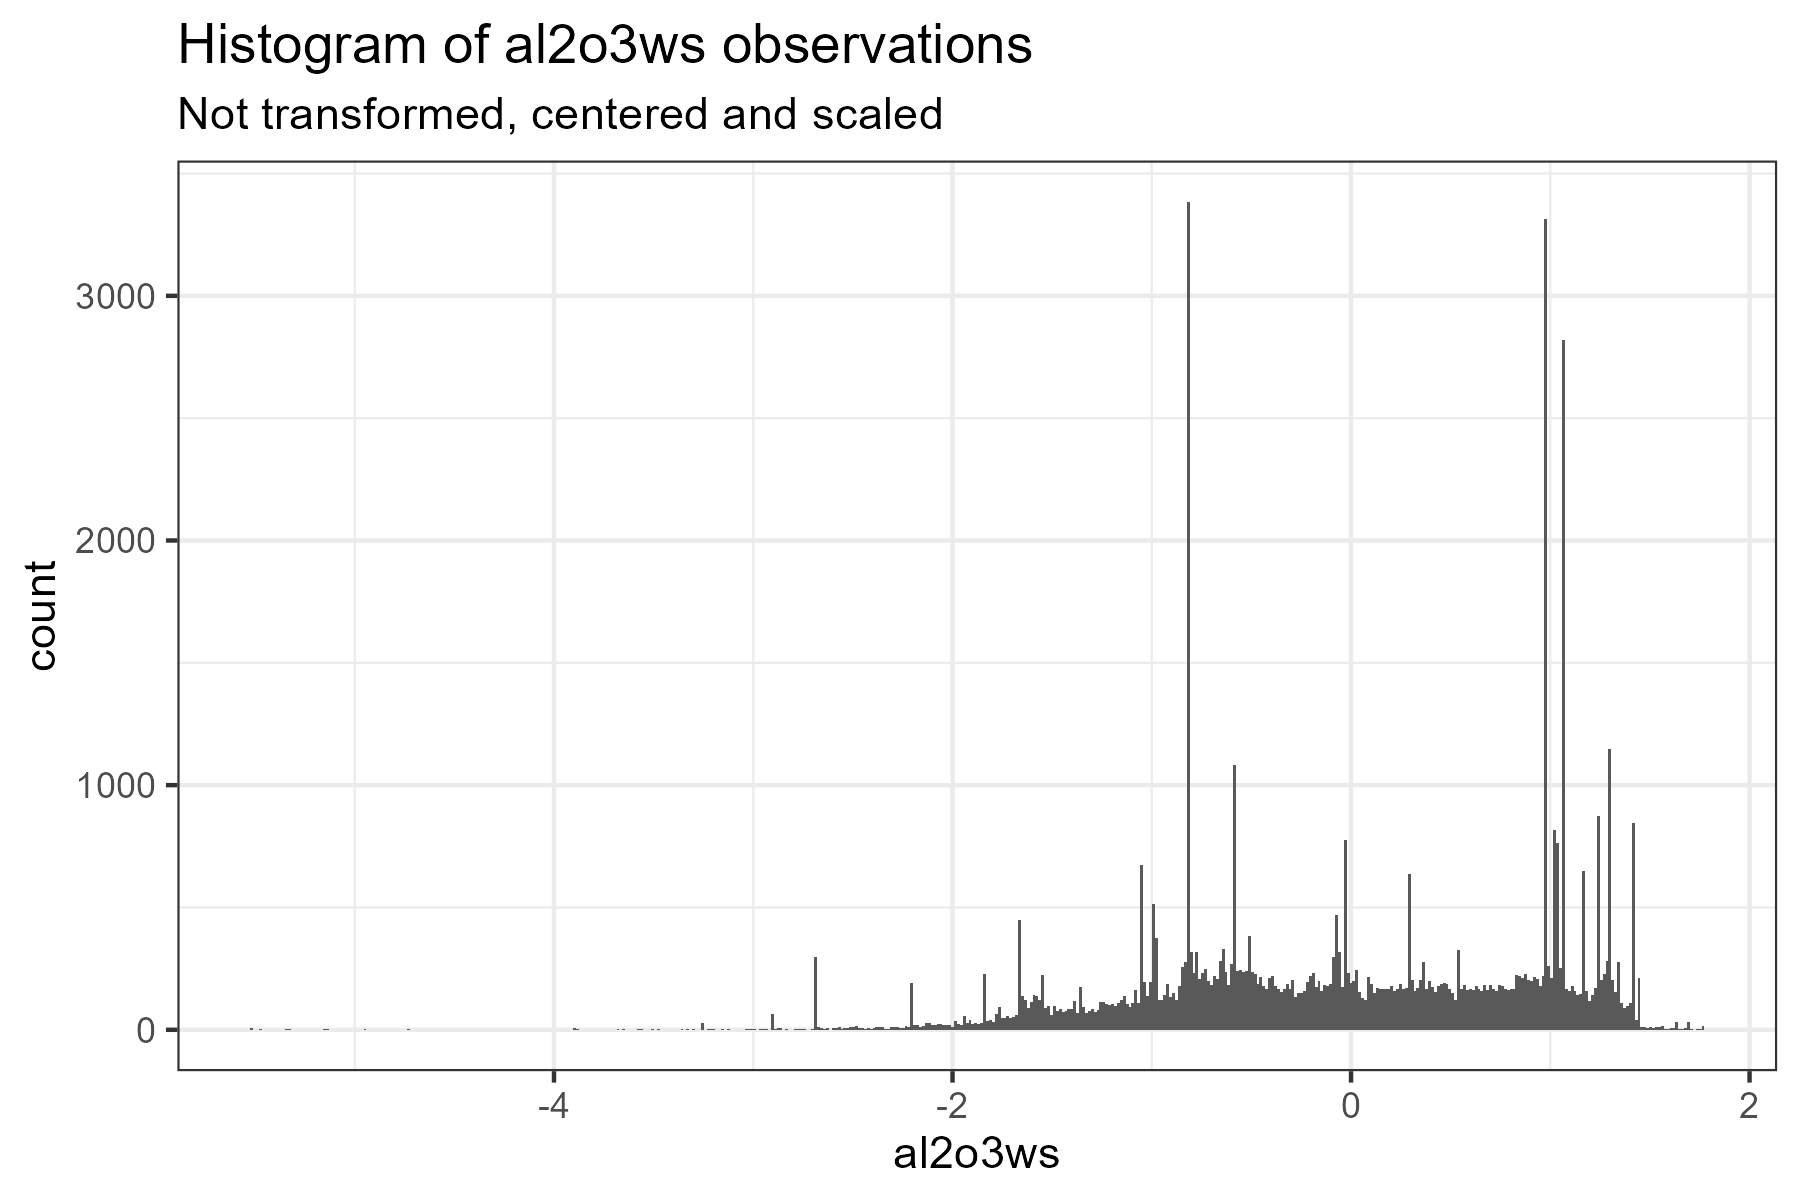 Histogram of al2o3ws observations
Not transformed, centered and scaled
count
3000
2000
1000
0
-4 -2 0 2
al2o3ws